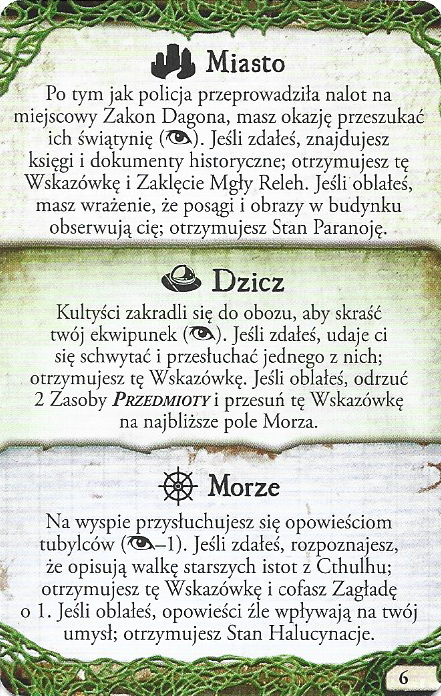 Miasto
Po tym jak policja przeprowadziła nalot na
miejscowy Zakon Dagona, masz okazję przeszukać
ich świątynię (). Jeśli zdałeś, znajdujesz
księgi i dokumenty historyczne; otrzymujesz tę
Wskazówkę i Zaklęcie Mgły Releh. Jeśli oblałeś,
masz wrażenie, że posągi i obrazy w budynku
obserwują cię; otrzymujesz Stan Paranoję.
Dzicz
Kultyści zakradli się do obozu, aby skraść
twój ekwipunek (). Jeśli zdałeś, udaje ci
się schwytać i przesłuchać jednego z nich;
otrzymujesz tę Wskazówkę. Jeśli oblałeś, odrzuć
2 Zasoby PRZEDMIOTY i przesuń tę Wskazówkę
na najbliższe pole Morza.
Morze
Na wyspie przysłuchujesz się opowieściom
tubylców (–1). Jeśli zdałeś, rozpoznajesz,
że opisują walkę starszych istot z Cthulhu;
otrzymujesz tę Wskazówkę i cofasz Zagładę
o 1. Jeśli oblałeś, opowieści źle wpływają na twój
umysł; otrzymujesz Stan Halucynacje.
6